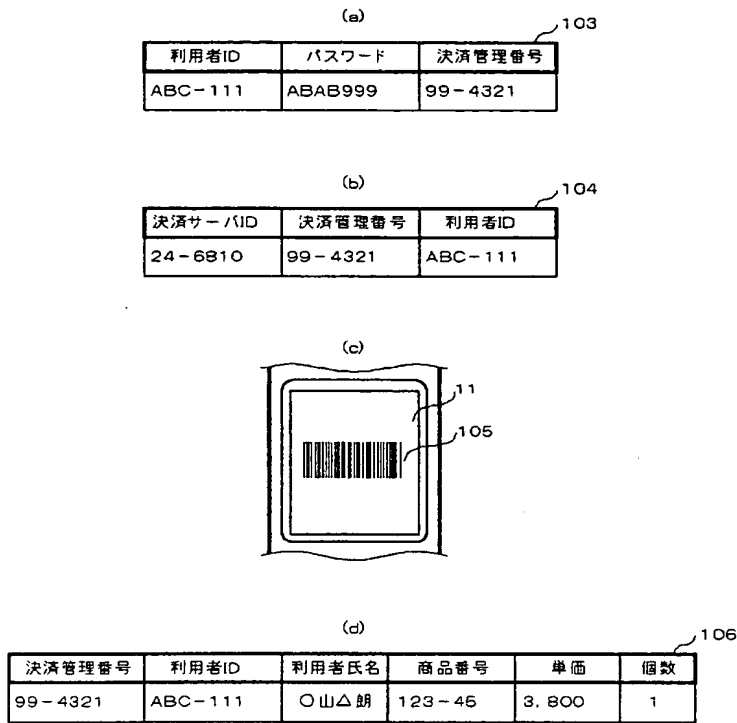 (a)
103
利用者ID パスワード 決済管理番号
ABC-111 ABAB999 99-4321
(b)
104
決済サーバID 決済管理番号 利用者ID
24-6810 99-4321 ABC-111
(c)
11
105
(d)
106
決済管理番号 利用者ID 利用者氏名 商品番号 単価 個数
99-4321 ABC-111 〇山△朗 123-45 3,800 1